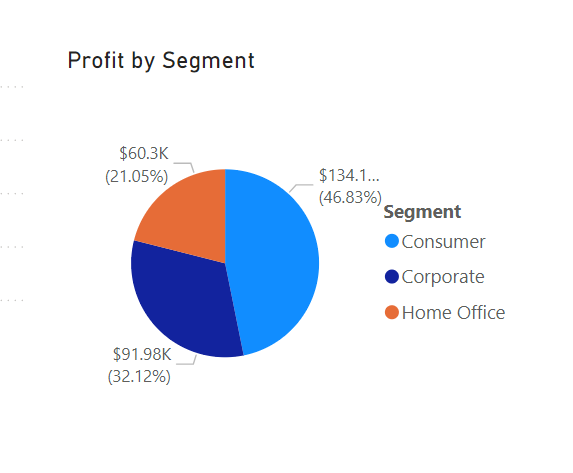 Profit by Segment
$60.3K
(21.05%)
$134.1...
(46.83%)
$91.98K
(32.12%)
Segment
Consumer
Corporate
Home Office